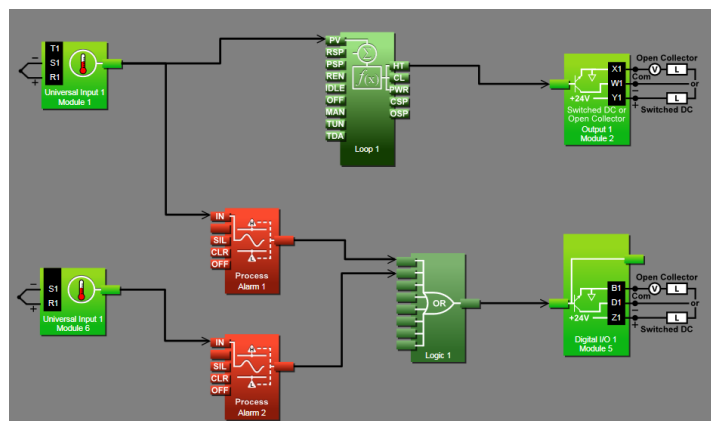 T1
S1
R1
Universal Input 1
Module 1
PV
RSP
PSP
REN
IDLE
OFF
MAN
TUN
TDA
Σ
f(x)
HT
CL
PWR
CSP
OSP
Loop 1
X1
W1
Y1
+24V
Switched DC or
Open Collector
Output 1
Module 2
Open Collector
V
L
Com
or
L
Switched DC
IN
SIL
CLR
OFF
Process
Alarm 1
S1
R1
Universal Input 1
Module 6
IN
SIL
CLR
OFF
Process
Alarm 2
OR
Logic 1
B1
D1
Z1
+24V
Digital I/O 1
Module 5
Open Collector
V
L
Com
or
L
Switched DC